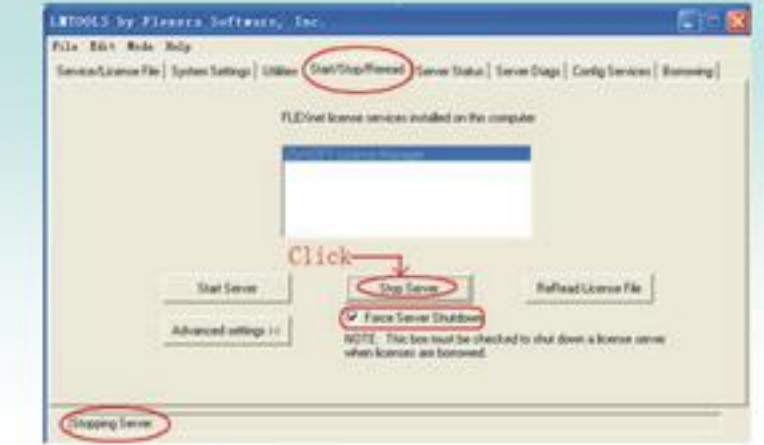 LMTOOLS by Flexera Software, Inc.
File Edit Mode Help
Service/License File System Settings Utilities Start/Stop/Reread Server Status Server Diags Config Services Borrowing
FLEXnet license services installed on this computer
License Manager
Click
Start Server Stop Server ReRead License File
Force Server Shutdown
Advanced settings >>
NOTE: This box must be checked to shut down a license server
when licenses are borrowed.
Stopping Server